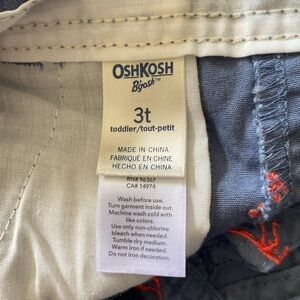 OSHKOSH
B'gosh™
3t
toddler/tout-petit
MADE IN CHINA
FABRIQUÉ EN CHINE
HECHO EN CHINA
RN# 96367
CA# 14974
Wash before use.
Turn garment inside out.
Machine wash cold with
like colors.
Use only non-chlorine
bleach when needed.
Tumble dry medium.
Warm iron if needed.
Do not iron decoration.